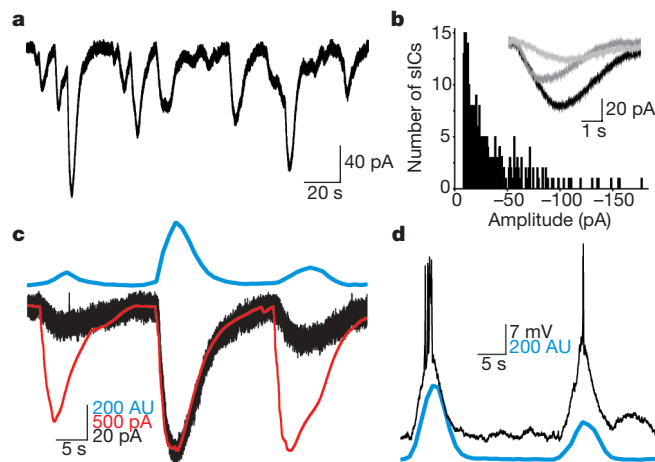 a
40 pA
20 s
b
Number of sICs
15
10
5
0
0
–50
–100
–150
Amplitude (pA)
20 pA
1 s
c
200 AU
500 pA
20 pA
5 s
d
7 mV
200 AU
5 s